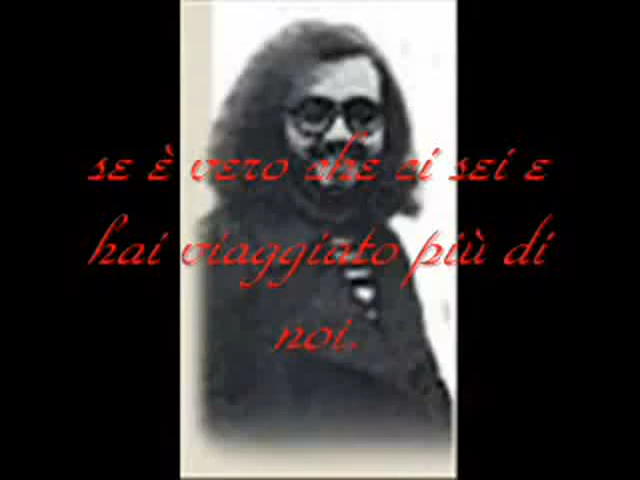 se è vero che ci sei e
hai viaggiato più di
noi.